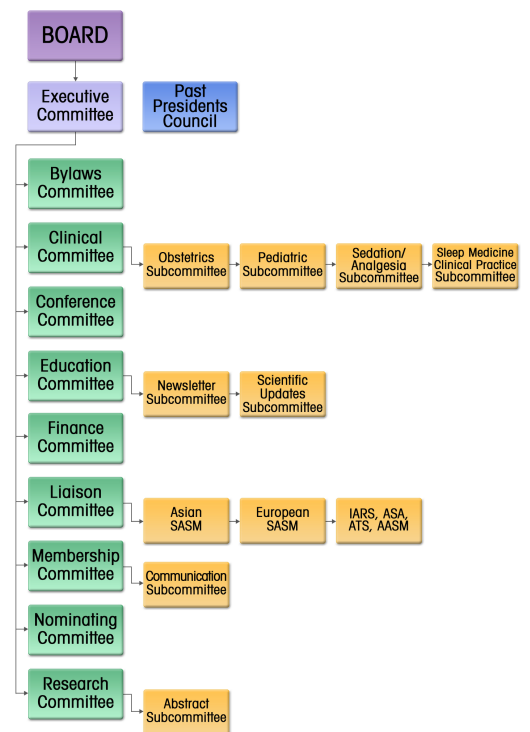 BOARD
Executive
Committee
Past
Presidents
Council
Bylaws
Committee
Clinical
Committee
Obstetrics
Subcommittee
Pediatric
Subcommittee
Sedation/
Analgesia
Subcommittee
Sleep Medicine
Clinical Practice
Subcommittee
Conference
Committee
Education
Committee
Newsletter
Subcommittee
Scientific
Updates
Subcommittee
Finance
Committee
Liaison
Committee
Asian
SASM
European
SASM
IARS, ASA,
ATS, AASM
Membership
Committee
Communication
Subcommittee
Nominating
Committee
Research
Committee
Abstract
Subcommittee